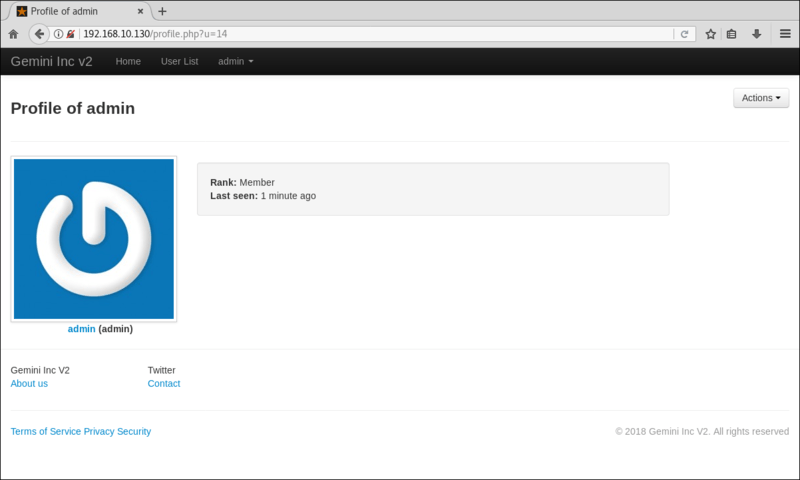 Profile of admin
192.168.10.130/profile.php?u=14
Gemini Inc v2 Home User List admin
Profile of admin
Actions
Rank: Member
Last seen: 1 minute ago
admin (admin)
Gemini Inc V2 Twitter
About us Contact
Terms of Service Privacy Security © 2018 Gemini Inc V2. All rights reserved